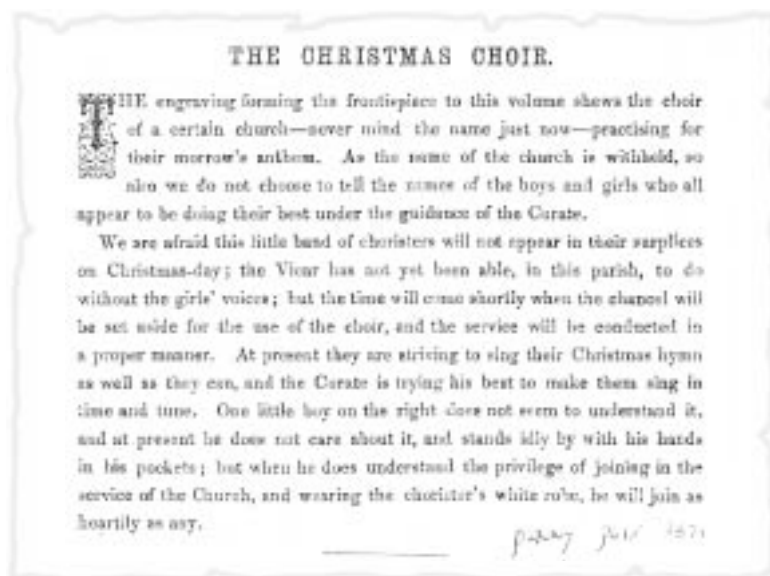 THE CHRISTMAS CHOIR.
THE engraving forming the frontispiece to this volume shews the choir
of a certain church—never mind the name just now—practising for
their morrow's anthem. As the name of the church is withheld, so
also we do not choose to tell the names of the boys and girls who all
appear to be doing their best under the guidance of the Curate.
We are afraid this little band of choristers will not appear in their surplices
on Christmas-day; the Vicar has not yet been able, in this parish, to do
without the girls' voices; but the time will come shortly when the chancel will
be set aside for the use of the choir, and the service will be conducted in
a proper manner. At present they are striving to sing their Christmas hymn
as well as they can, and the Curate is trying his best to make them sing in
time and tune. One little boy on the right does not seem to understand it,
and at present he does not care about it, and stands idly by with his hands
in his pockets; but when he does understand the privilege of joining in the
service of the Church, and wearing the chorister's white robe, he will join as
heartily as any.